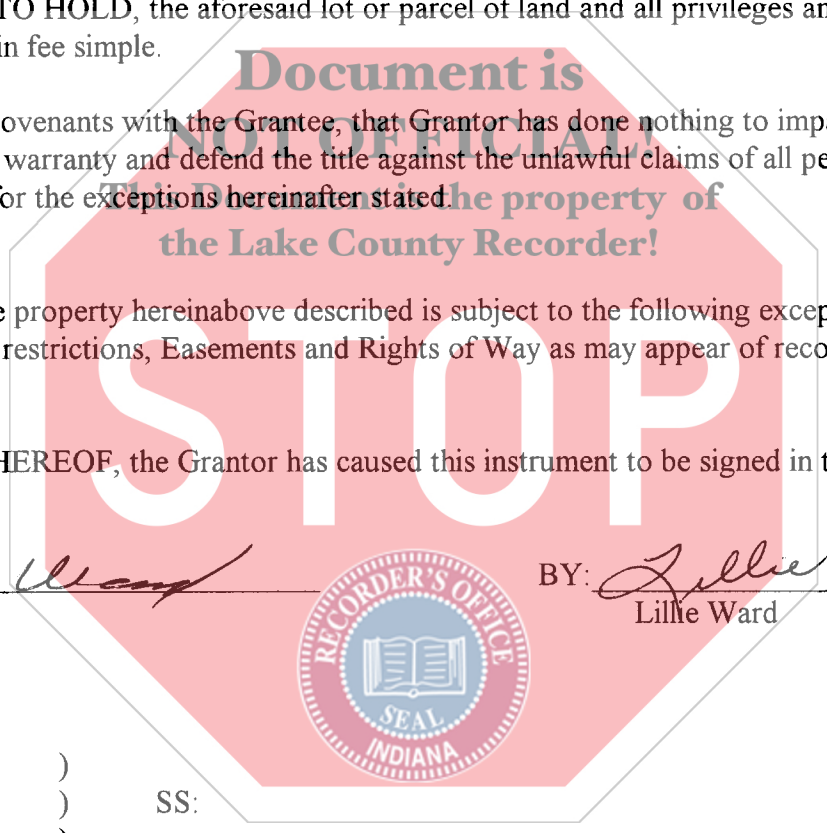 TO HOLD, the aforesaid lot or parcel of land and all privileges an
in fee simple.
Document is
ovenants with the Grantee, that Grantor has done nothing to imp
NOT OFFICIAL!
warranty and defend the title against the unlawful claims of all pe
or the exceptions hereinafter stated.
This Document is the property of
the Lake County Recorder!
e property hereinabove described is subject to the following excep
restrictions, Easements and Rights of Way as may appear of reco
STOP
HEREOF, the Grantor has caused this instrument to be signed in t
Ward
BY: Lillie
Lillie Ward
RECORDER'S OFFICE
SEAL
INDIANA
)
) SS:
)